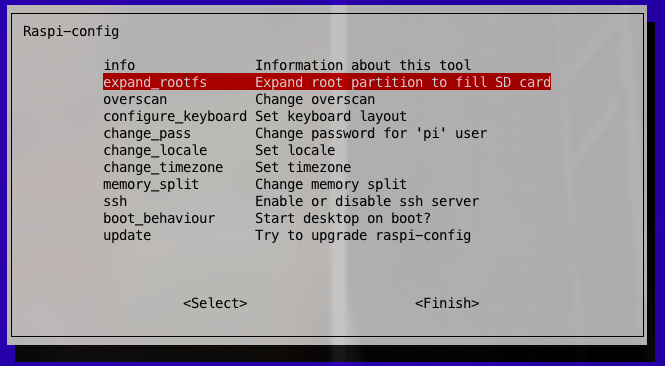 Raspi-config
info Information about this tool
expand_rootfs Expand root partition to fill SD card
overscan Change overscan
configure_keyboard Set keyboard layout
change_pass Change password for 'pi' user
change_locale Set locale
change_timezone Set timezone
memory_split Change memory split
ssh Enable or disable ssh server
boot_behaviour Start desktop on boot?
update Try to upgrade raspi-config
<Select> <Finish>